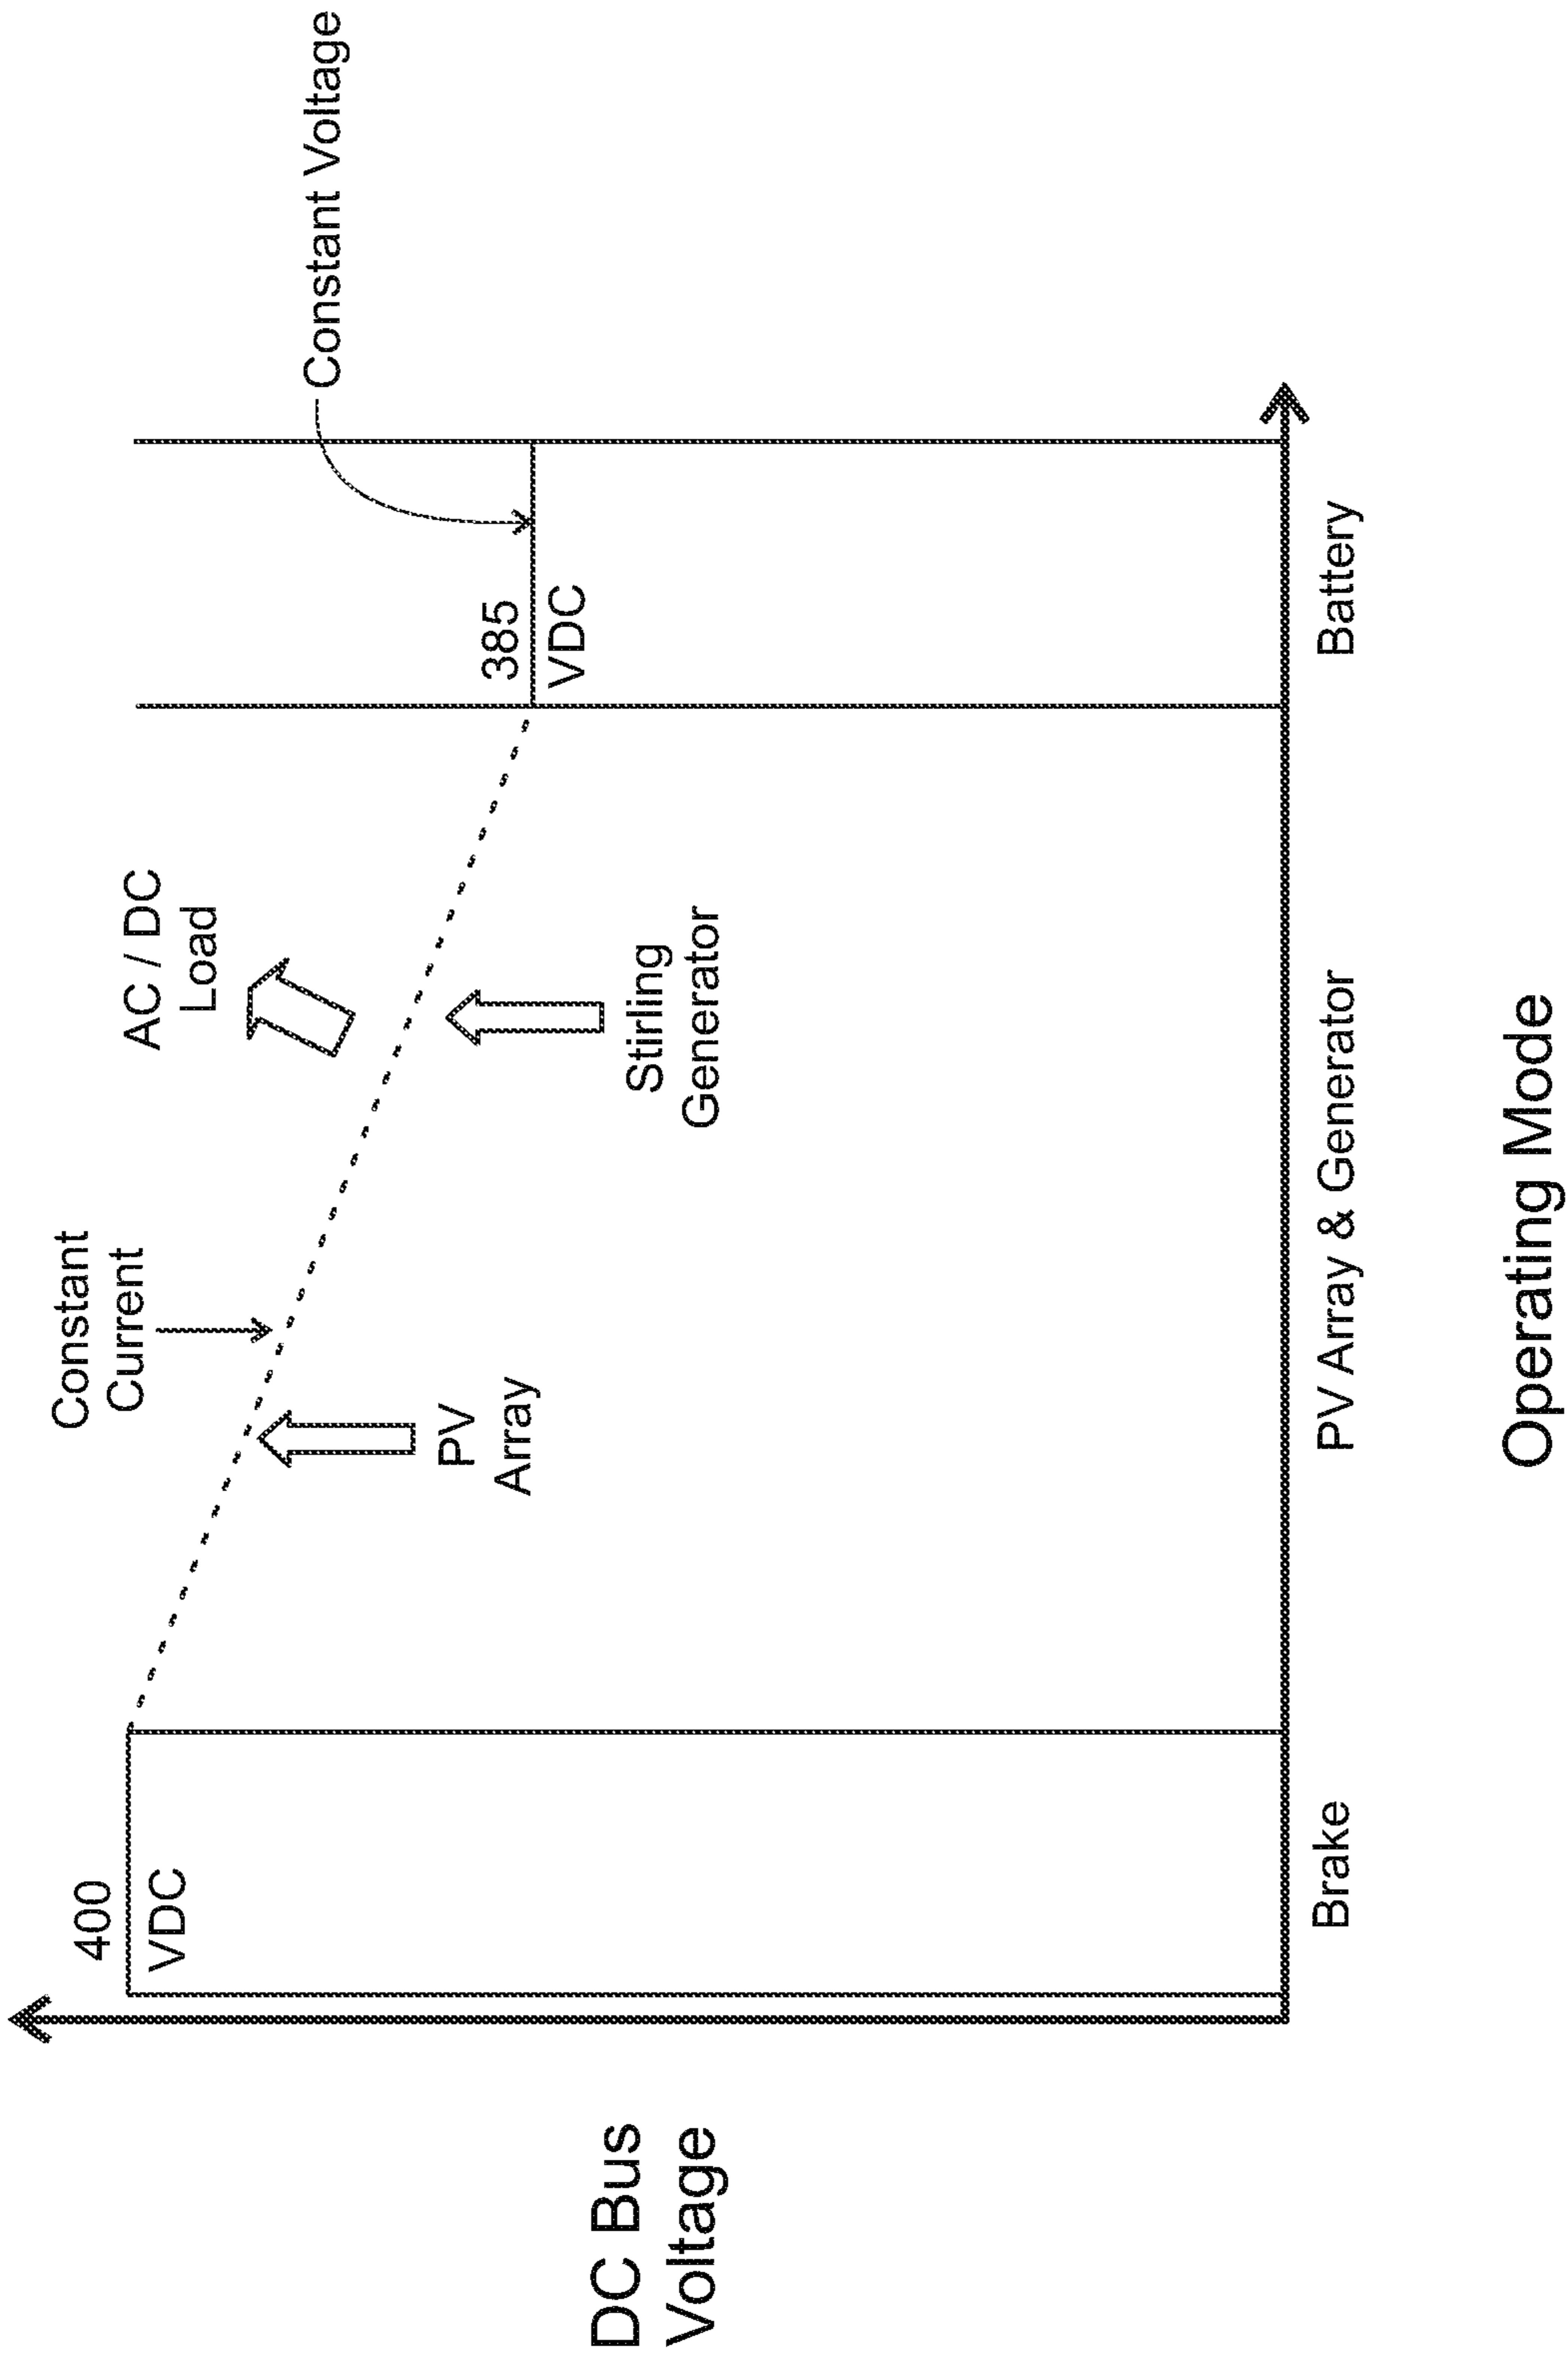 Constant
Current
AC / DC
Load
Constant Voltage
400
VDC
385
VDC
PV
Array
Stirling
Generator
DC Bus
Voltage
Brake
PV Array & Generator
Battery
Operating Mode